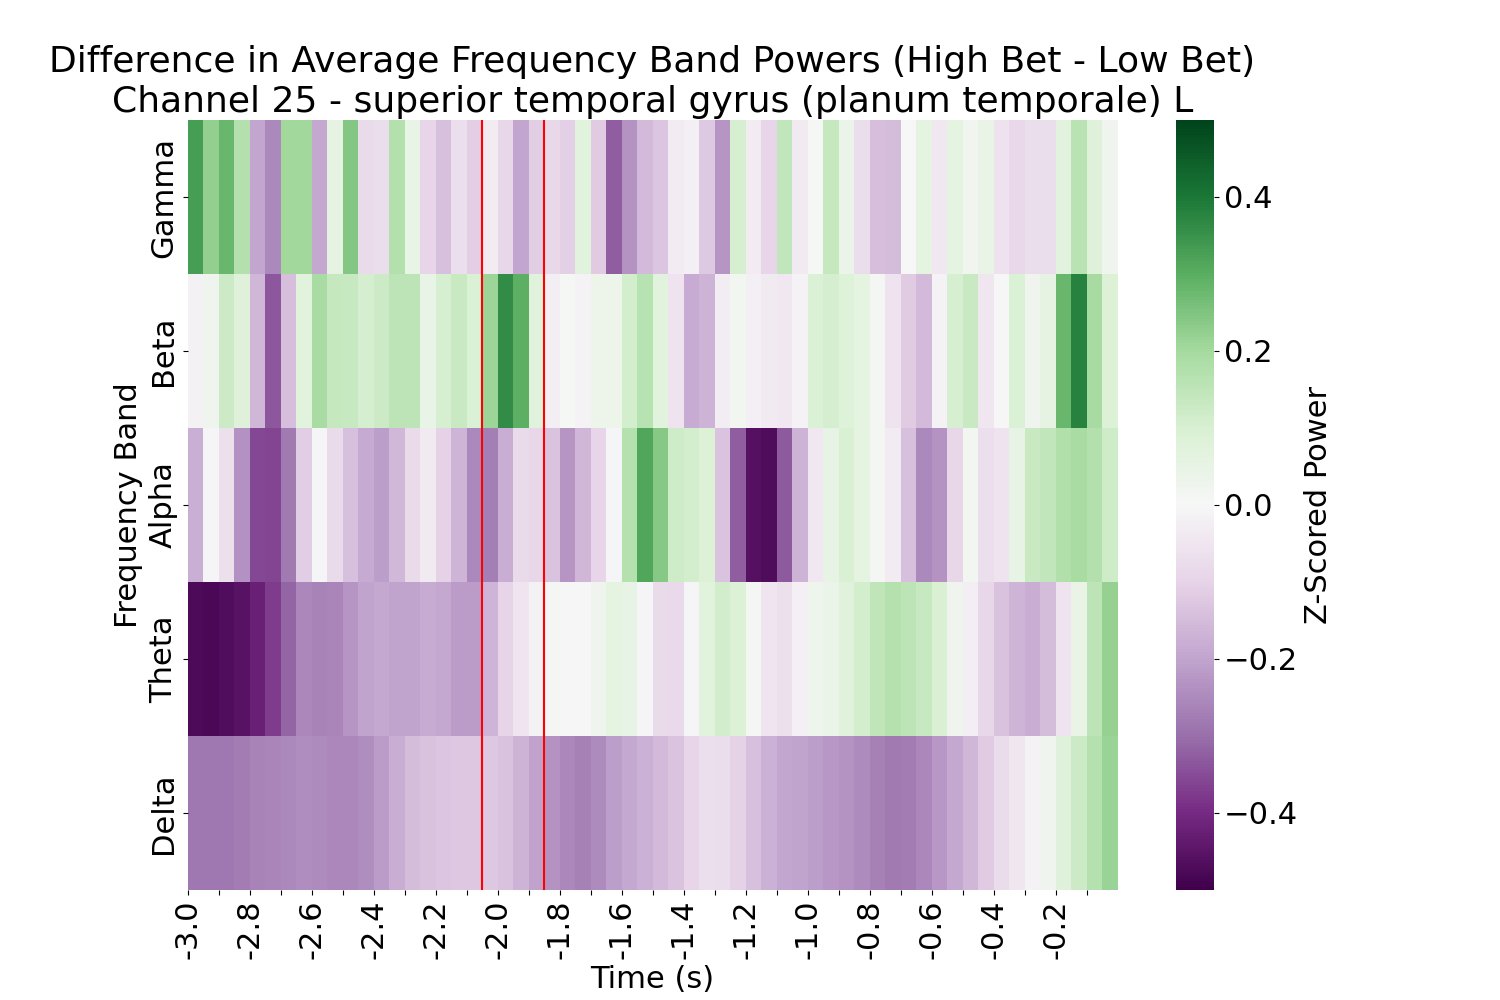 Difference in Average Frequency Band Powers (High Bet - Low Bet)
Channel 25 - superior temporal gyrus (planum temporale) L
Frequency Band
Gamma
Beta
Alpha
Theta
Delta
-3.0
-2.8
-2.6
-2.4
-2.2
-2.0
-1.8
-1.6
-1.4
-1.2
-1.0
-0.8
-0.6
-0.4
-0.2
Time (s)
0.4
0.2
0.0
−0.2
−0.4
Z-Scored Power